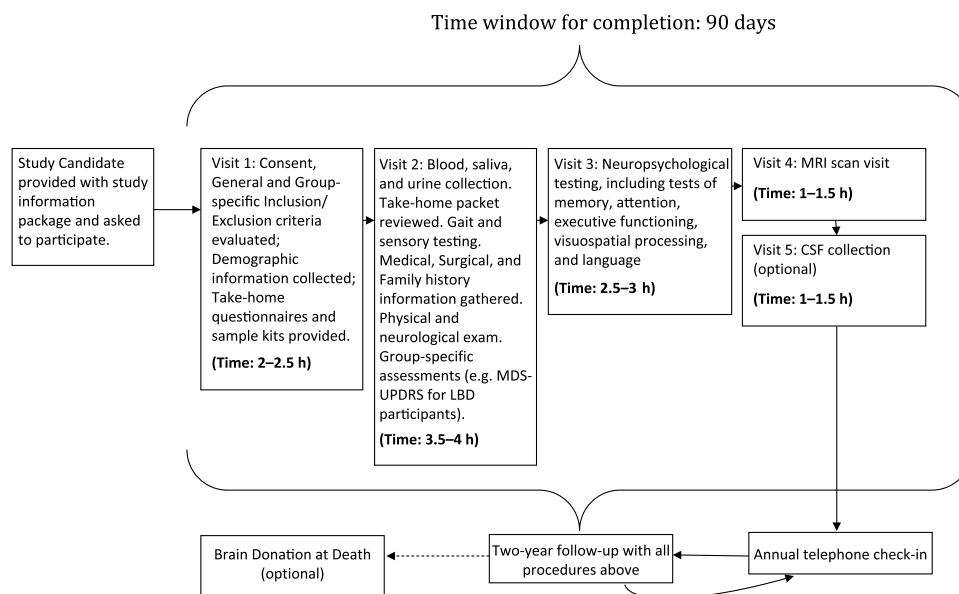 Time window for completion: 90 days
Study Candidate
provided with study
information
package and asked
to participate.
Visit 1: Consent,
General and Group-
specific Inclusion/
Exclusion criteria
evaluated;
Demographic
information collected;
Take-home
questionnaires and
sample kits provided.
(Time: 2–2.5 h)
Visit 2: Blood, saliva,
and urine collection.
Take-home packet
reviewed. Gait and
sensory testing.
Medical, Surgical, and
Family history
information gathered.
Physical and
neurological exam.
Group-specific
assessments (e.g. MDS-
UPDRS for LBD
participants).
(Time: 3.5–4 h)
Visit 3: Neuropsychological
testing, including tests of
memory, attention,
executive functioning,
visuospatial processing,
and language
(Time: 2.5–3 h)
Visit 4: MRI scan visit
(Time: 1–1.5 h)
Visit 5: CSF collection
(optional)
(Time: 1–1.5 h)
Brain Donation at Death
(optional)
Two-year follow-up with all
procedures above
Annual telephone check-in